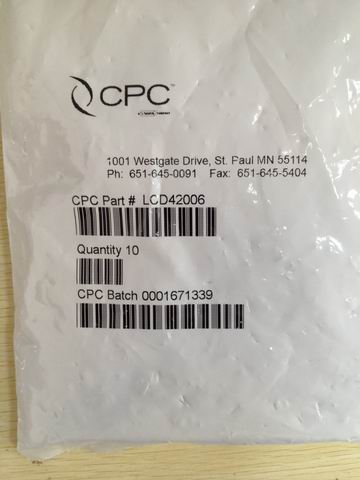 CPC™
1001 Westgate Drive, St. Paul MN 55114
Ph: 651-645-0091 Fax: 651-645-5404
CPC Part # LCD42006
Quantity 10
CPC Batch 0001671339